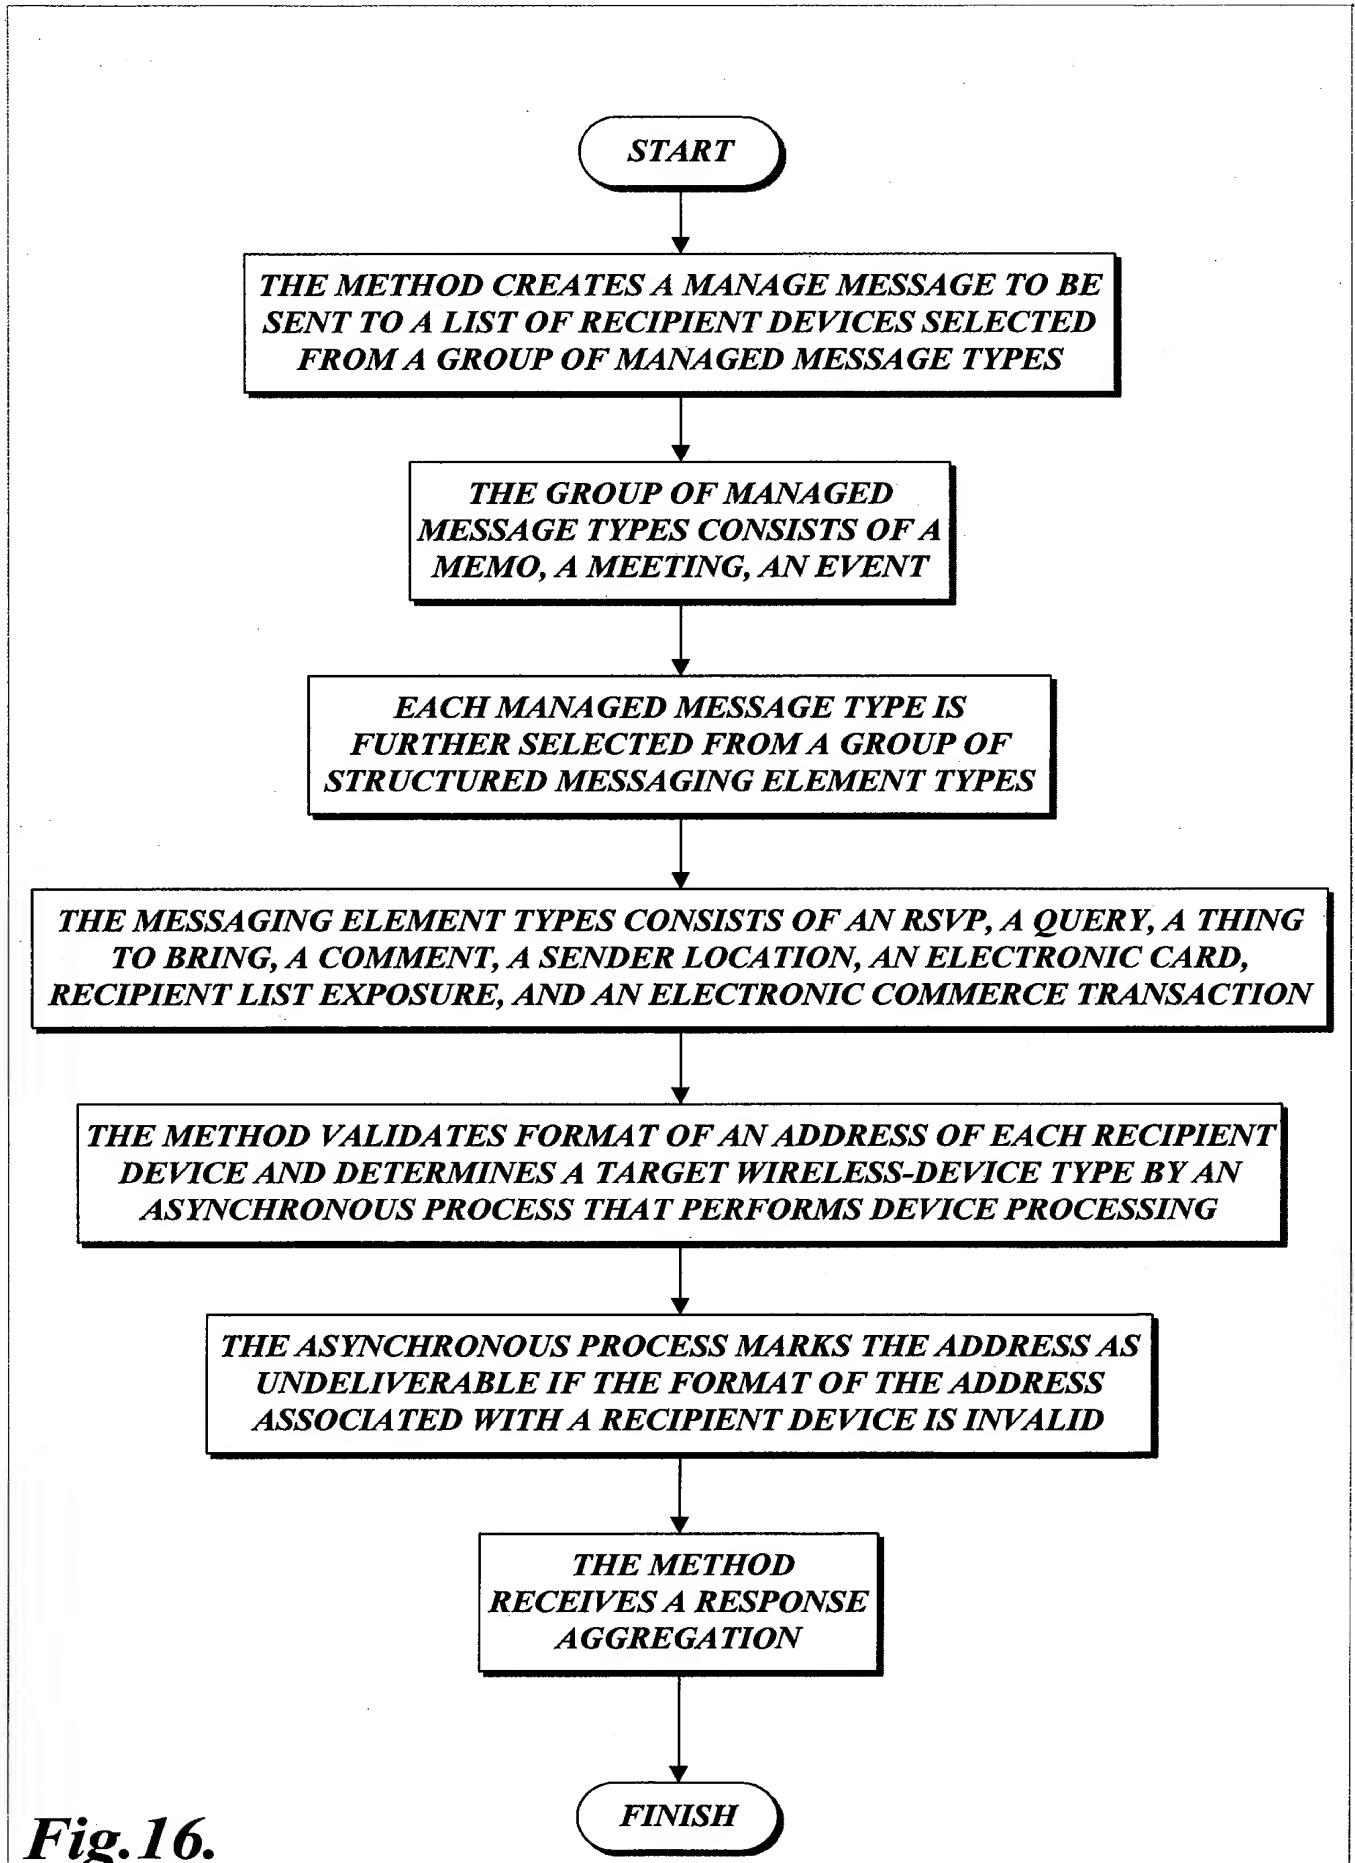 START
THE METHOD CREATES A MANAGE MESSAGE TO BE
SENT TO A LIST OF RECIPIENT DEVICES SELECTED
FROM A GROUP OF MANAGED MESSAGE TYPES
THE GROUP OF MANAGED
MESSAGE TYPES CONSISTS OF A
MEMO, A MEETING, AN EVENT
EACH MANAGED MESSAGE TYPE IS
FURTHER SELECTED FROM A GROUP OF
STRUCTURED MESSAGING ELEMENT TYPES
THE MESSAGING ELEMENT TYPES CONSISTS OF AN RSVP, A QUERY, A THING
TO BRING, A COMMENT, A SENDER LOCATION, AN ELECTRONIC CARD,
RECIPIENT LIST EXPOSURE, AND AN ELECTRONIC COMMERCE TRANSACTION
THE METHOD VALIDATES FORMAT OF AN ADDRESS OF EACH RECIPIENT
DEVICE AND DETERMINES A TARGET WIRELESS-DEVICE TYPE BY AN
ASYNCHRONOUS PROCESS THAT PERFORMS DEVICE PROCESSING
THE ASYNCHRONOUS PROCESS MARKS THE ADDRESS AS
UNDELIVERABLE IF THE FORMAT OF THE ADDRESS
ASSOCIATED WITH A RECIPIENT DEVICE IS INVALID
THE METHOD
RECEIVES A RESPONSE
AGGREGATION
FINISH
Fig.16.